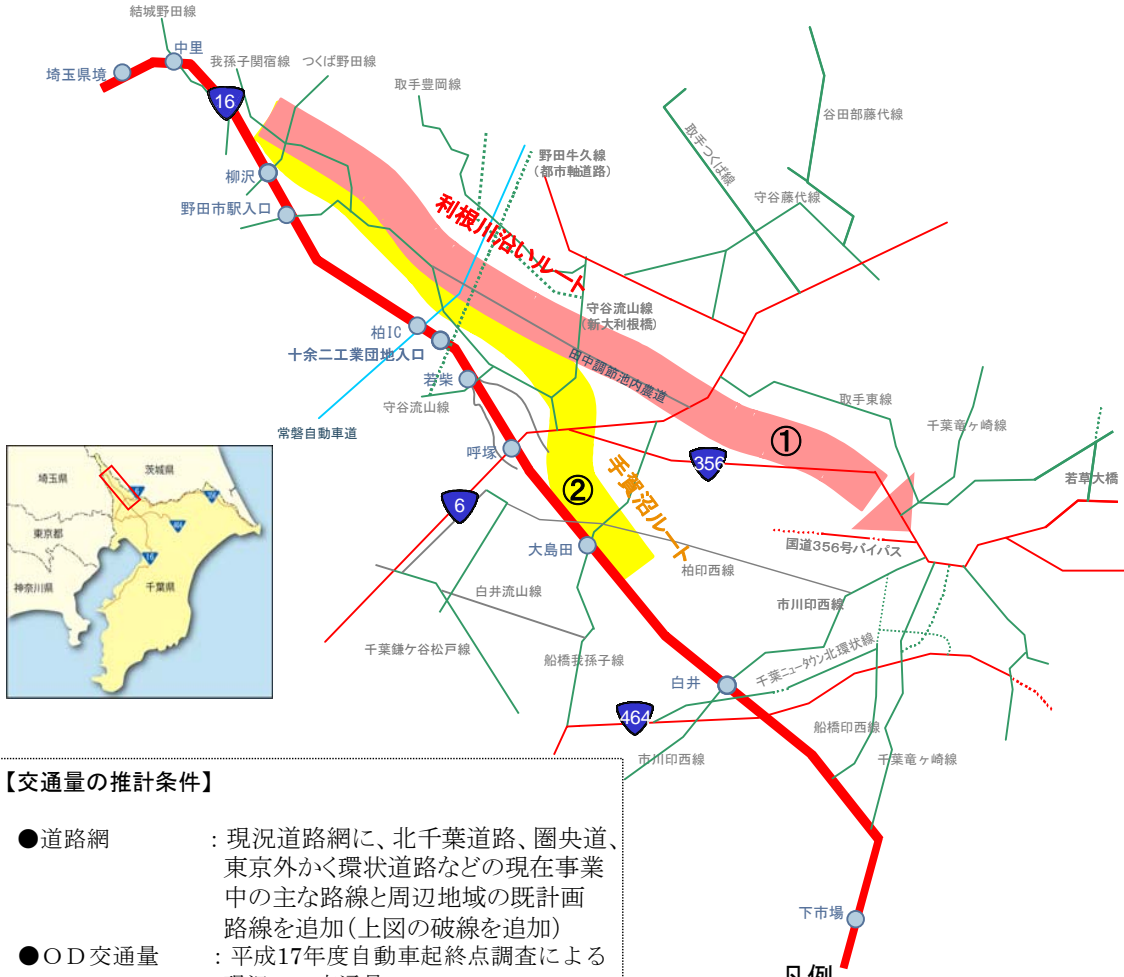 結城野田線
中里
埼玉県境
我孫子関宿線
つくば野田線
取手豊岡線
16
谷田部藤代線
取手つくば線
野田牛久線
(都市軸道路)
柳沢
守谷藤代線
野田市駅入口
利根川沿いルート
守谷流山線
(新大利根橋)
柏IC
十余二工業団地入口
田中調節池内農道
若柴
守谷流山線
取手東線
千葉竜ヶ崎線
常磐自動車道
①
呼塚
356
若草大橋
手賀沼ルート
②
6
埼玉県
茨城県
東京都
千葉県
神奈川県
大島田
国道356号バイパス
柏印西線
白井流山線
市川印西線
千葉鎌ケ谷松戸線
船橋我孫子線
千葉ニュータウン北環状線
白井
464
船橋印西線
市川印西線
千葉竜ヶ崎線
下市場
【交通量の推計条件】
●道路網 :現況道路網に、北千葉道路、圏央道、
東京外かく環状道路などの現在事業
中の主な路線と周辺地域の既計画
路線を追加(上図の破線を追加)
●OD交通量 :平成17年度自動車起終点調査による
凡例